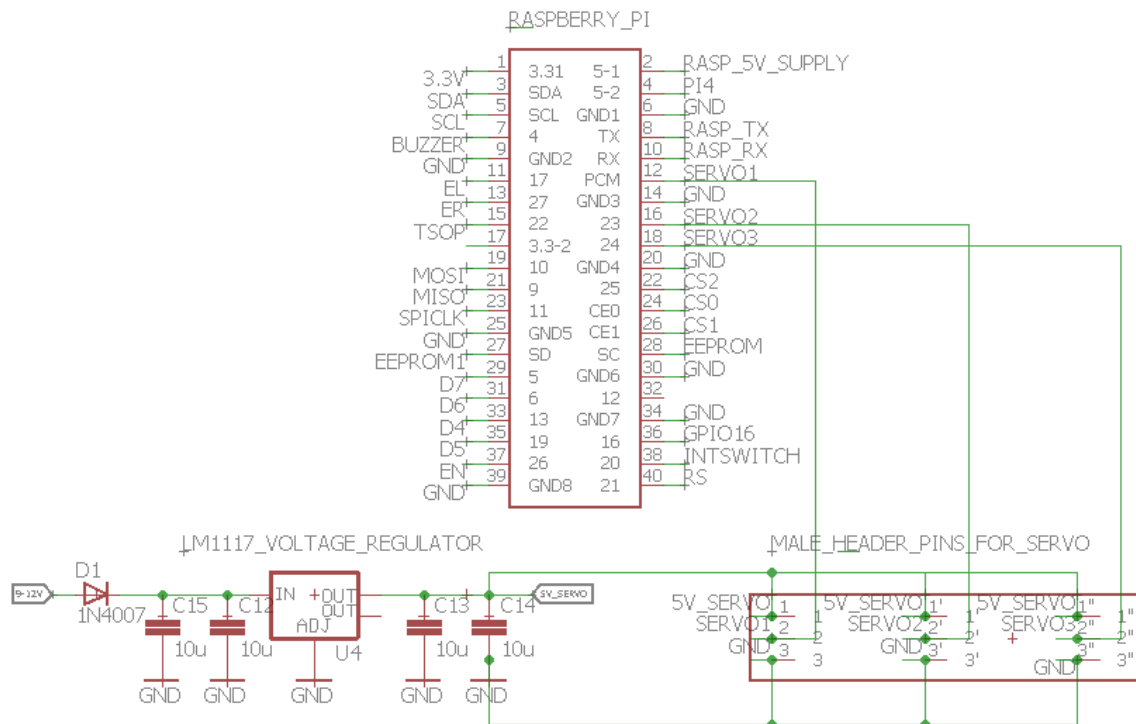 RASPBERRY_PI
1 3.31 5-1 2 RASP_5V_SUPPLY
3.3V 3 SDA 5-2 4 PI4
SDA 5 SCL GND1 6 GND
SCL 7 4 TX 8 RASP_TX
BUZZER 9 GND2 RX 10 RASP_RX
GND 11 17 PCM 12 SERVO1
EL 13 27 GND3 14 GND
ER 15 22 23 16 SERVO2
TSOP 17 3.3-2 24 18 SERVO3
19 10 GND4 20 GND
MOSI 21 9 25 22 CS2
MISO 23 11 CE0 24 CS0
SPICLK 25 GND5 CE1 26 CS1
GND 27 SD SC 28 EEPROM
EEPROM1 29 5 GND6 30 GND
D7 31 6 12 32
D6 33 13 GND7 34 GND
D4 35 19 16 36 GPIO16
D5 37 26 20 38 INTSWITCH
EN 39 GND8 21 40 RS
GND
LM1117_VOLTAGE_REGULATOR
MALE_HEADER_PINS_FOR_SERVO
D1
9-12V
1N4007
C15
10u
C12
10u
IN
OUT
OUT
ADJ
U4
C13
10u
C14
10u
5V_SERVO
GND GND GND GND GND
5V_SERVO 1 1 5V_SERVO 1' 1' 5V_SERVO 1" 1"
SERVO1 2 2 SERVO2 2' 2' SERVO3 2" 2"
GND 3 3 GND 3' 3' GND 3" 3"